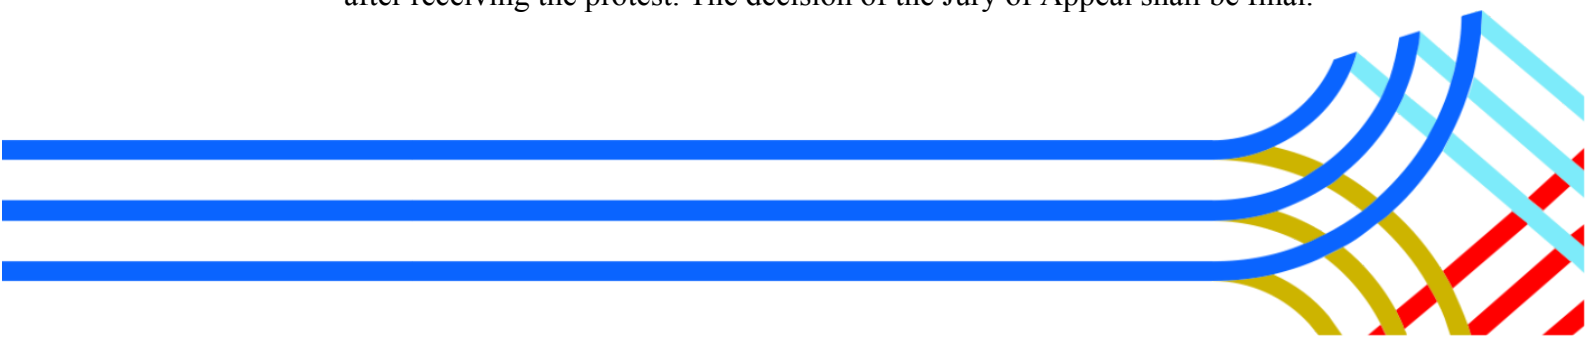 after receiving the protest. The decision of the Jury of Appeal shall be final.